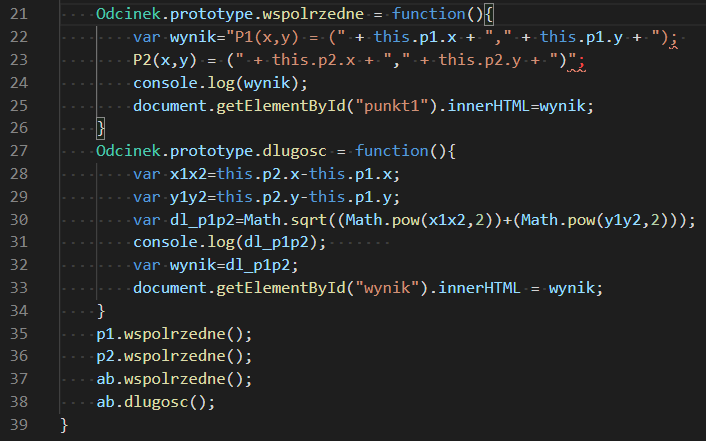 21 Odcinek.prototype.wspolrzedne = function(){
22 var wynik="P1(x,y) = (" + this.p1.x + "," + this.p1.y + ");
23 P2(x,y) = (" + this.p2.x + "," + this.p2.y + ")";
24 console.log(wynik);
25 document.getElementById("punkt1").innerHTML=wynik;
26 }
27 Odcinek.prototype.dlugosc = function(){
28 var x1x2=this.p2.x-this.p1.x;
29 var y1y2=this.p2.y-this.p1.y;
30 var dl_p1p2=Math.sqrt((Math.pow(x1x2,2))+(Math.pow(y1y2,2)));
31 console.log(dl_p1p2);
32 var wynik=dl_p1p2;
33 document.getElementById("wynik").innerHTML = wynik;
34 }
35 p1.wspolrzedne();
36 p2.wspolrzedne();
37 ab.wspolrzedne();
38 ab.dlugosc();
39 }